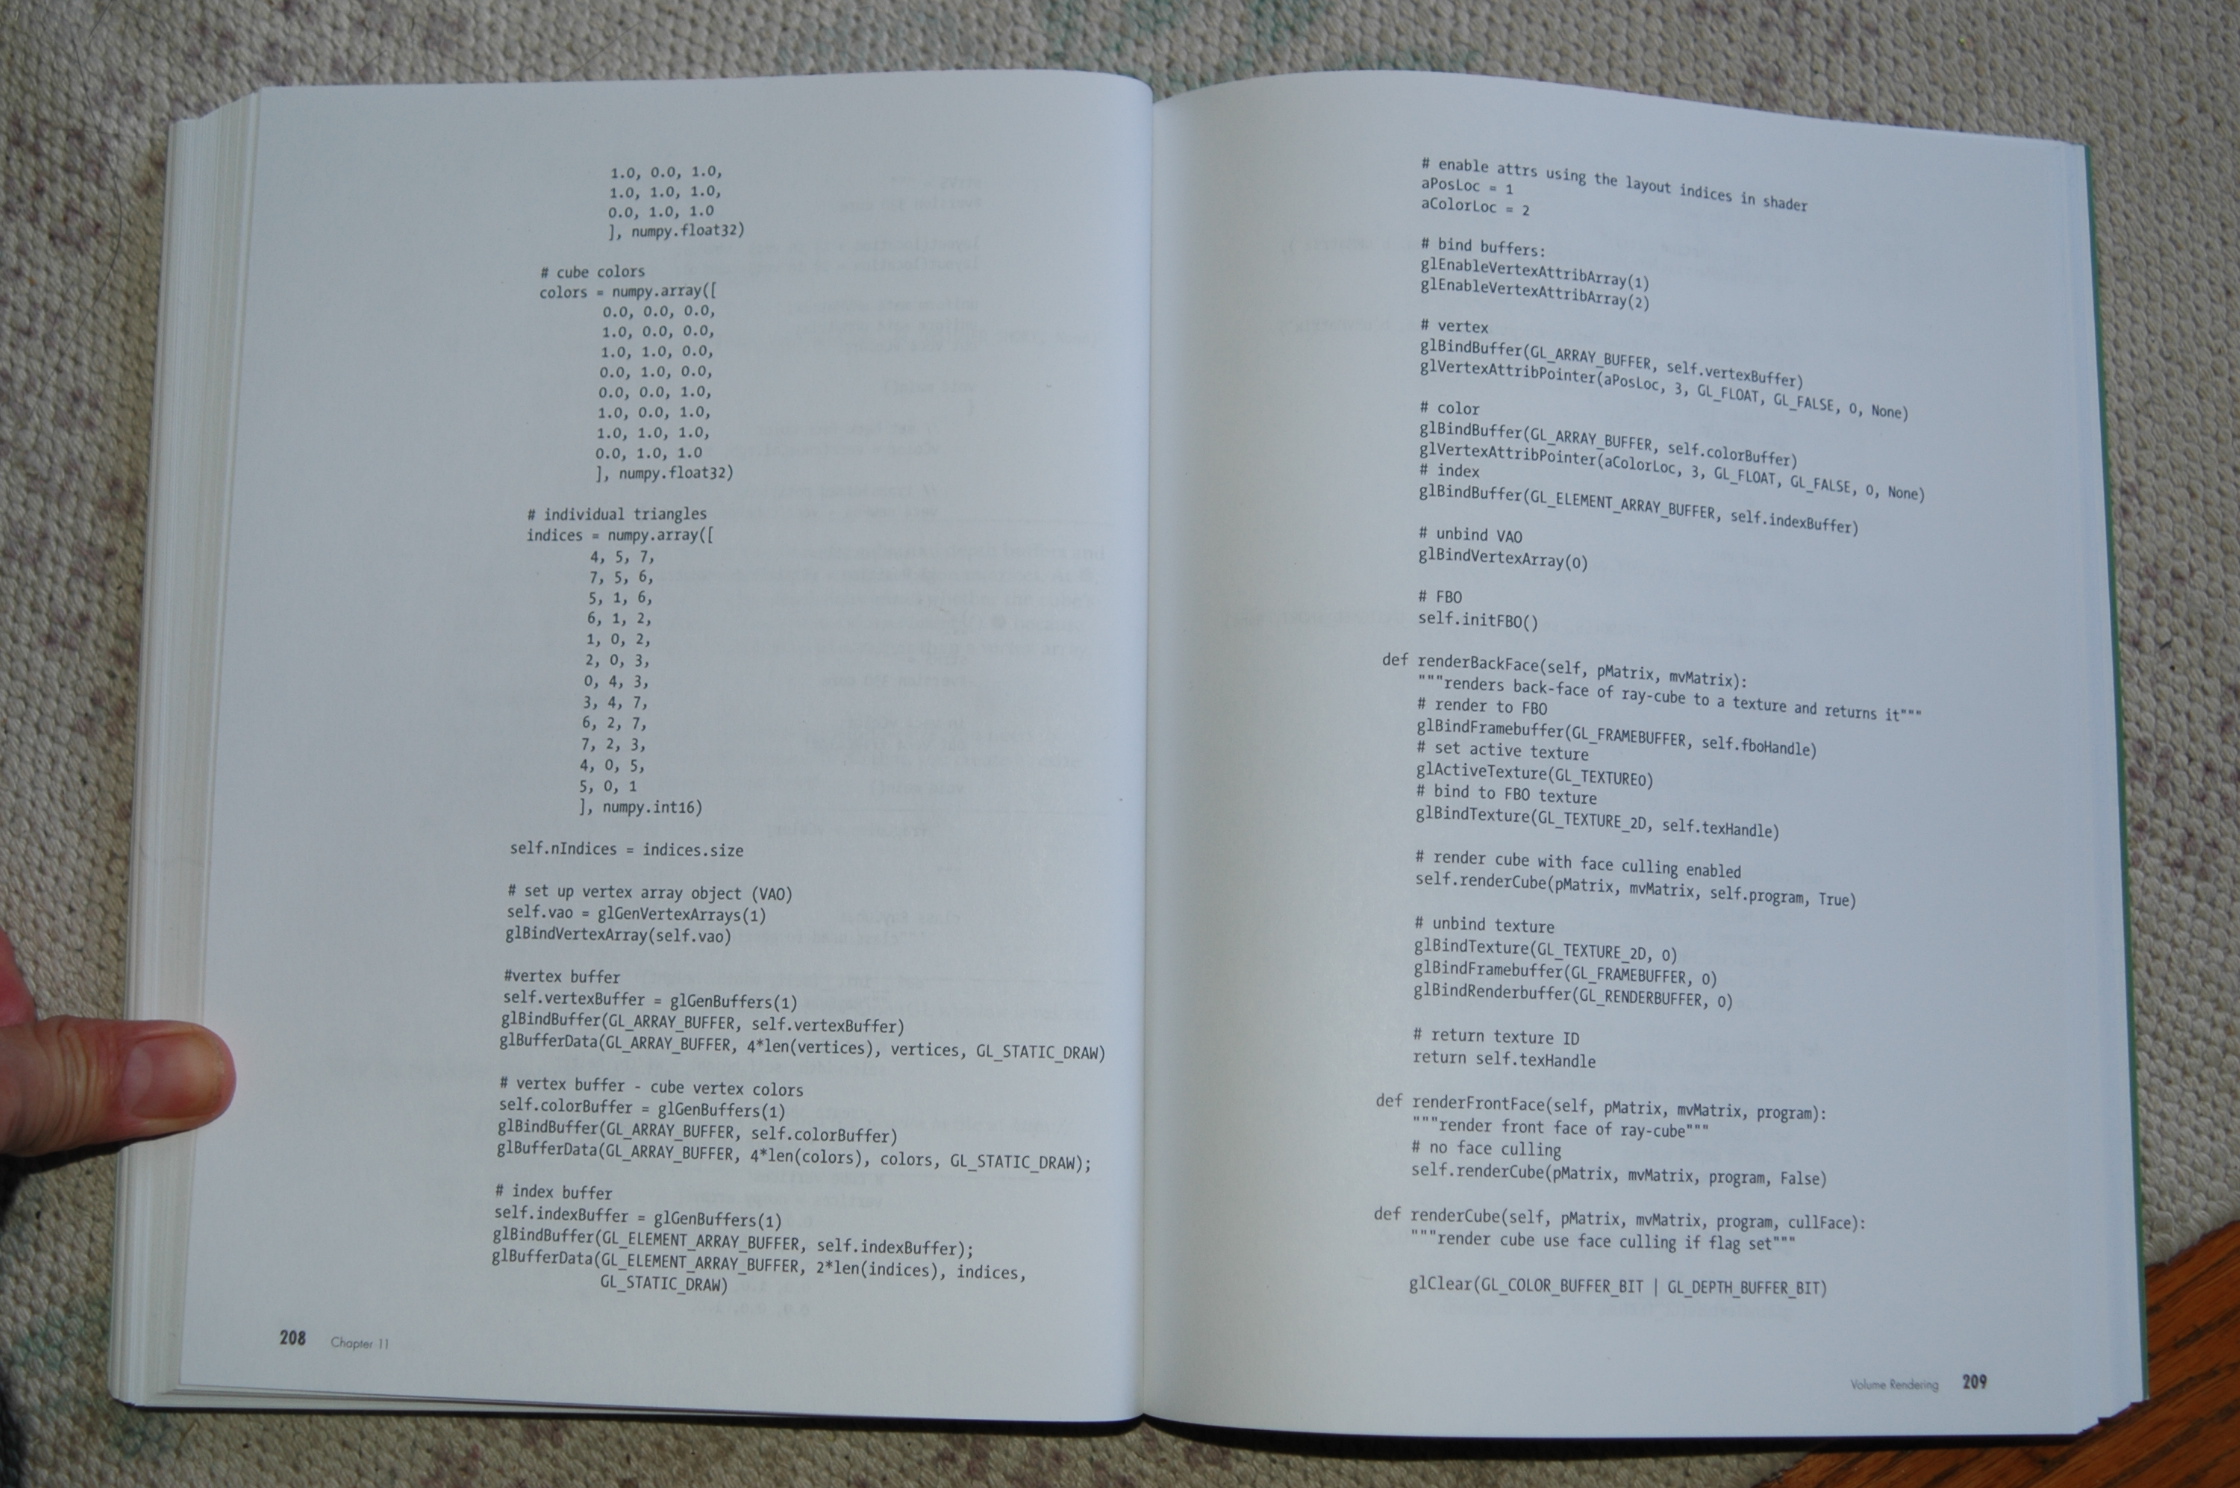 1.0, 0.0, 1.0,
1.0, 1.0, 1.0,
0.0, 1.0, 1.0
], numpy.float32)
# cube colors
colors = numpy.array([
0.0, 0.0, 0.0,
1.0, 0.0, 0.0,
1.0, 1.0, 0.0,
0.0, 1.0, 0.0,
0.0, 0.0, 1.0,
1.0, 0.0, 1.0,
1.0, 1.0, 1.0,
0.0, 1.0, 1.0
], numpy.float32)
# individual triangles
indices = numpy.array([
4, 5, 7,
7, 5, 6,
5, 1, 6,
6, 1, 2,
1, 0, 2,
2, 0, 3,
0, 4, 3,
3, 4, 7,
6, 2, 7,
7, 2, 3,
4, 0, 5,
5, 0, 1
], numpy.int16)
self.nIndices = indices.size
# set up vertex array object (VAO)
self.vao = glGenVertexArrays(1)
glBindVertexArray(self.vao)
#vertex buffer
self.vertexBuffer = glGenBuffers(1)
glBindBuffer(GL_ARRAY_BUFFER, self.vertexBuffer)
glBufferData(GL_ARRAY_BUFFER, 4*len(vertices), vertices, GL_STATIC_DRAW)
# vertex buffer - cube vertex colors
self.colorBuffer = glGenBuffers(1)
glBindBuffer(GL_ARRAY_BUFFER, self.colorBuffer)
glBufferData(GL_ARRAY_BUFFER, 4*len(colors), colors, GL_STATIC_DRAW);
# index buffer
self.indexBuffer = glGenBuffers(1)
glBindBuffer(GL_ELEMENT_ARRAY_BUFFER, self.indexBuffer);
glBufferData(GL_ELEMENT_ARRAY_BUFFER, 2*len(indices), indices,
GL_STATIC_DRAW)
208 Chapter 11
# enable attrs using the layout indices in shader
aPosLoc = 1
aColorLoc = 2
# bind buffers:
glEnableVertexAttribArray(1)
glEnableVertexAttribArray(2)
# vertex
glBindBuffer(GL_ARRAY_BUFFER, self.vertexBuffer)
glVertexAttribPointer(aPosLoc, 3, GL_FLOAT, GL_FALSE, 0, None)
# color
glBindBuffer(GL_ARRAY_BUFFER, self.colorBuffer)
glVertexAttribPointer(aColorLoc, 3, GL_FLOAT, GL_FALSE, 0, None)
# index
glBindBuffer(GL_ELEMENT_ARRAY_BUFFER, self.indexBuffer)
# unbind VAO
glBindVertexArray(0)
# FBO
self.initFBO()
def renderBackFace(self, pMatrix, mvMatrix):
"""renders back-face of ray-cube to a texture and returns it"""
# render to FBO
glBindFramebuffer(GL_FRAMEBUFFER, self.fboHandle)
# set active texture
glActiveTexture(GL_TEXTURE0)
# bind to FBO texture
glBindTexture(GL_TEXTURE_2D, self.texHandle)
# render cube with face culling enabled
self.renderCube(pMatrix, mvMatrix, self.program, True)
# unbind texture
glBindTexture(GL_TEXTURE_2D, 0)
glBindFramebuffer(GL_FRAMEBUFFER, 0)
glBindRenderbuffer(GL_RENDERBUFFER, 0)
# return texture ID
return self.texHandle
def renderFrontFace(self, pMatrix, mvMatrix, program):
"""render front face of ray-cube"""
# no face culling
self.renderCube(pMatrix, mvMatrix, program, False)
def renderCube(self, pMatrix, mvMatrix, program, cullFace):
"""render cube use face culling if flag set"""
glClear(GL_COLOR_BUFFER_BIT | GL_DEPTH_BUFFER_BIT)
Volume Rendering 209